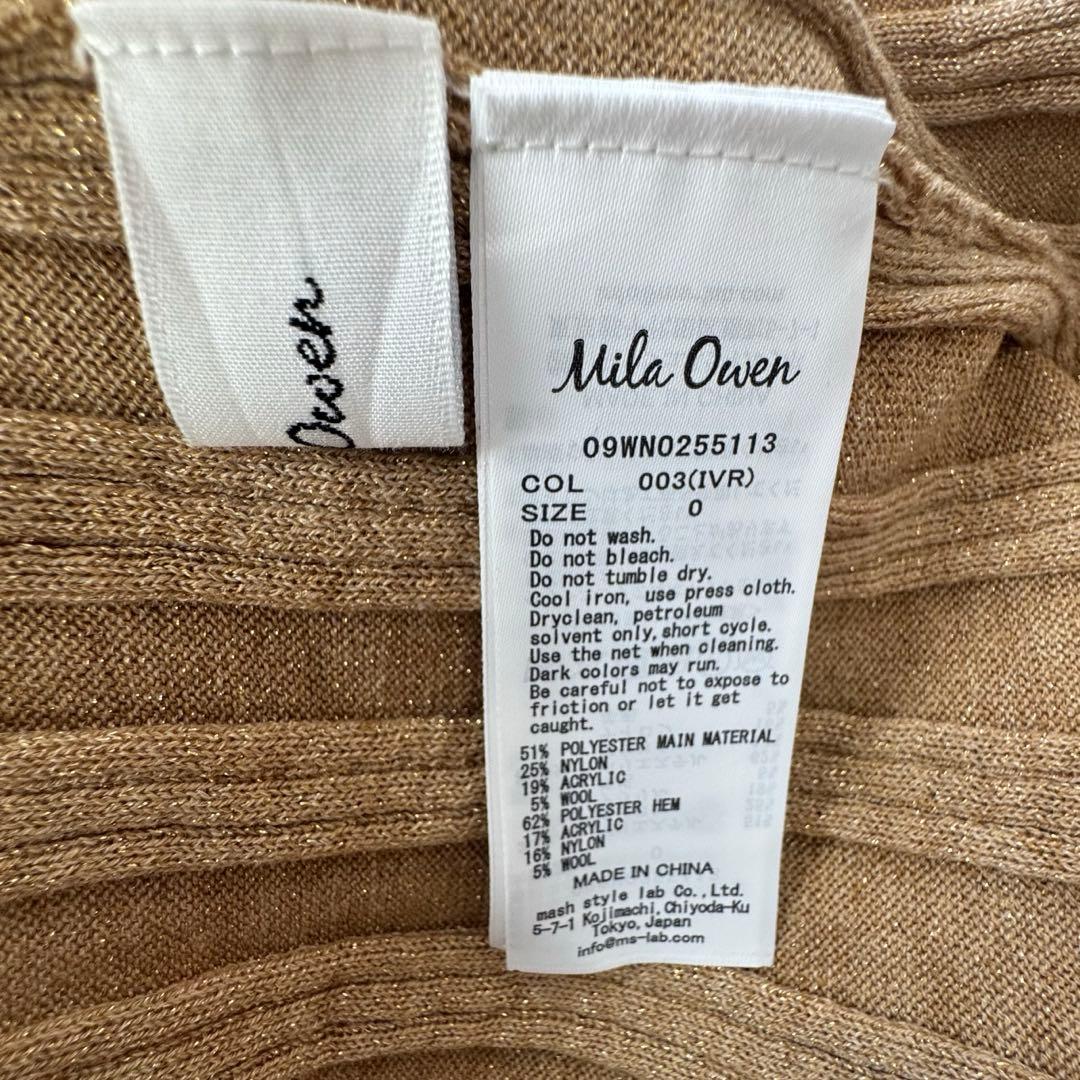 Owen
Mila Owen
09WN0255113
COL 003(IVR)
SIZE 0
Do not wash.
Do not bleach.
Do not tumble dry.
Cool iron, use press cloth.
Dryclean, petroleum
solvent only, short cycle.
Use the net when cleaning.
Dark colors may run.
Be careful not to expose to
friction or let it get
caught.
51% POLYESTER MAIN MATERIAL
25% NYLON
19% ACRYLIC
5% WOOL
62% POLYESTER HEM
17% ACRYLIC
16% NYLON
5% WOOL
MADE IN CHINA
mash style lab Co.,Ltd.
5-7-1 Kojimachi, Chiyoda-Ku
Tokyo, Japan
info@ms-lab.com